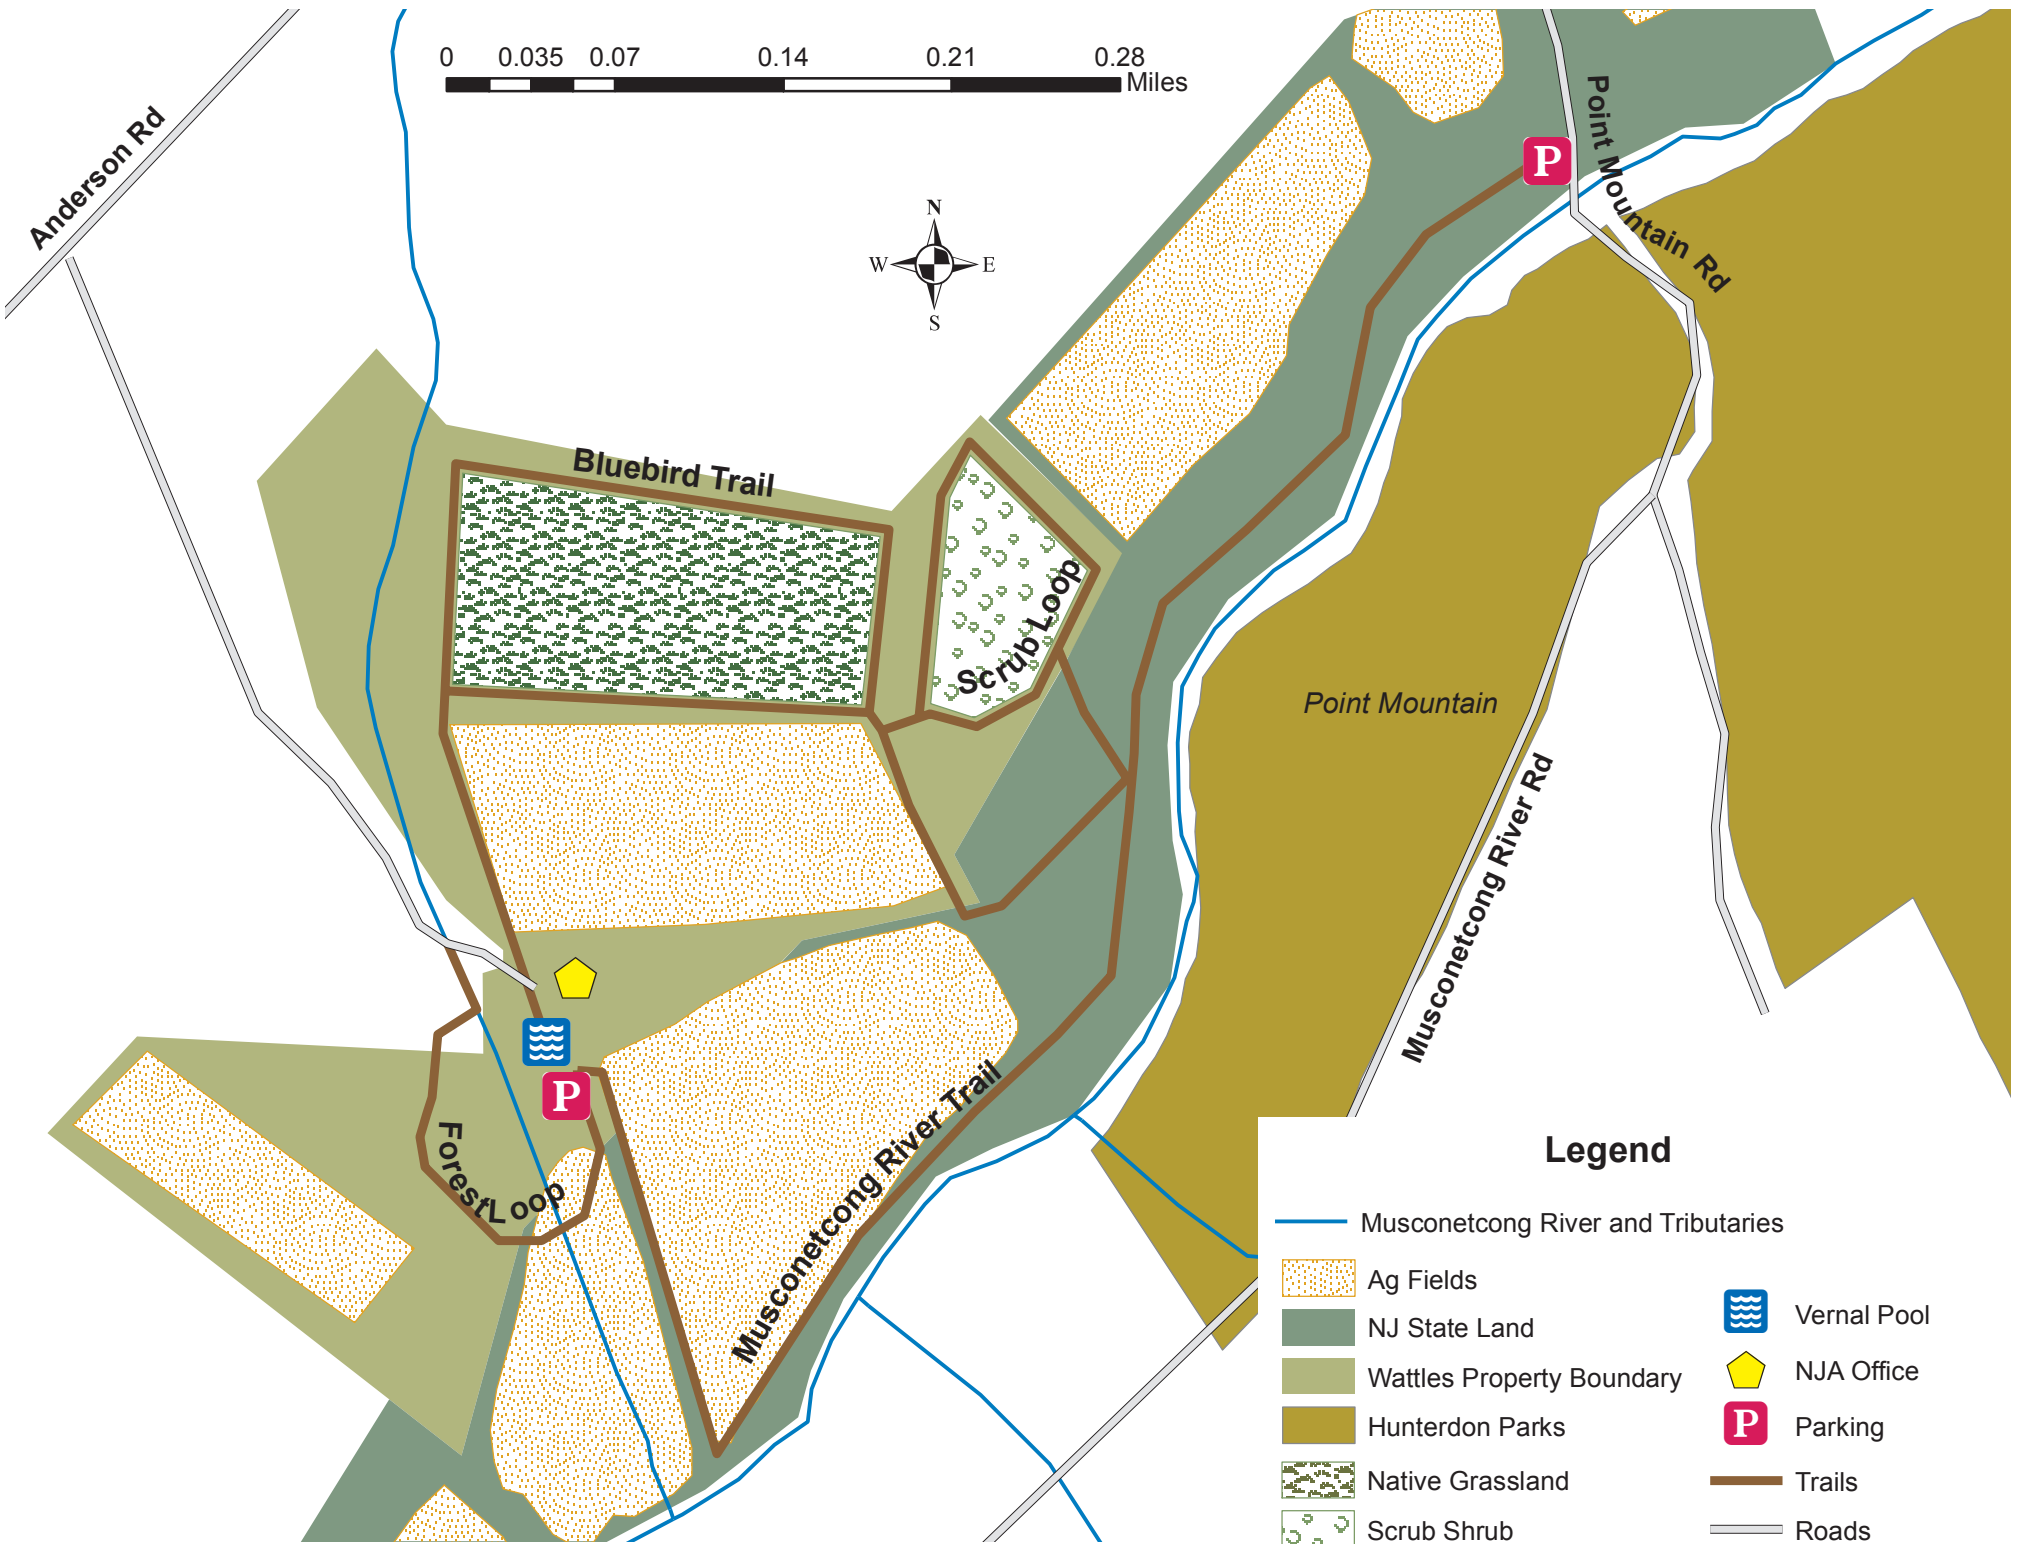 0 0.035 0.07 0.14 0.21 0.28
Miles
Anderson Rd
Point Mountain Rd
P
N
W E
S
Bluebird Trail
Scrub Loop
Point Mountain
Musconetcong River Rd
P
Forest Loop
Musconetcong River Trail
Legend
Musconetcong River and Tributaries
Ag Fields
NJ State Land
Wattles Property Boundary
Hunterdon Parks
Native Grassland
Scrub Shrub
Vernal Pool
NJA Office
P Parking
Trails
Roads